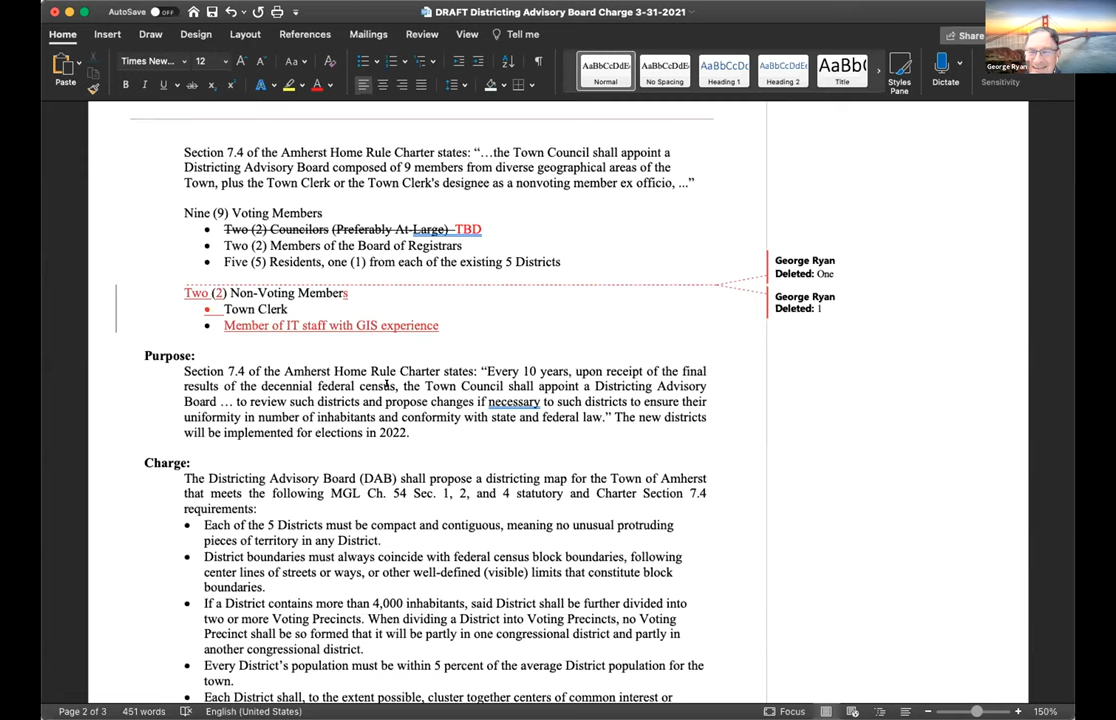 AutoSave OFF
DRAFT Districting Advisory Board Charge 3-31-2021
Home Insert Draw Design Layout References Mailings Review View Tell me
Share
George Ryan
Paste
Times New... 12
AaBbCcDdE
Normal
AaBbCcDdE
No Spacing
AaBbCcDc
Heading 1
AaBbCcDdE
Heading 2
AaBb(
Title
Styles Pane
Dictate
Sensitivity
Section 7.4 of the Amherst Home Rule Charter states: “…the Town Council shall appoint a
Districting Advisory Board composed of 9 members from diverse geographical areas of the
Town, plus the Town Clerk or the Town Clerk's designee as a nonvoting member ex officio, ...”
Nine (9) Voting Members
• Two (2) Councilors (Preferably At-Large) TBD
• Two (2) Members of the Board of Registrars
• Five (5) Residents, one (1) from each of the existing 5 Districts
George Ryan
Deleted: One
George Ryan
Deleted: 1
Two (2) Non-Voting Members
• Town Clerk
• Member of IT staff with GIS experience
Purpose:
Section 7.4 of the Amherst Home Rule Charter states: “Every 10 years, upon receipt of the final
results of the decennial federal census, the Town Council shall appoint a Districting Advisory
Board … to review such districts and propose changes if necessary to such districts to ensure their
uniformity in number of inhabitants and conformity with state and federal law.” The new districts
will be implemented for elections in 2022.
Charge:
The Districting Advisory Board (DAB) shall propose a districting map for the Town of Amherst
that meets the following MGL Ch. 54 Sec. 1, 2, and 4 statutory and Charter Section 7.4
requirements:
• Each of the 5 Districts must be compact and contiguous, meaning no unusual protruding
pieces of territory in any District.
• District boundaries must always coincide with federal census block boundaries, following
center lines of streets or ways, or other well-defined (visible) limits that constitute block
boundaries.
• If a District contains more than 4,000 inhabitants, said District shall be further divided into
two or more Voting Precincts. When dividing a District into Voting Precincts, no Voting
Precinct shall be so formed that it will be partly in one congressional district and partly in
another congressional district.
• Every District’s population must be within 5 percent of the average District population for the
town.
• Each District shall, to the extent possible, cluster together centers of common interest or
Page 2 of 3 451 words English (United States) Focus 150%